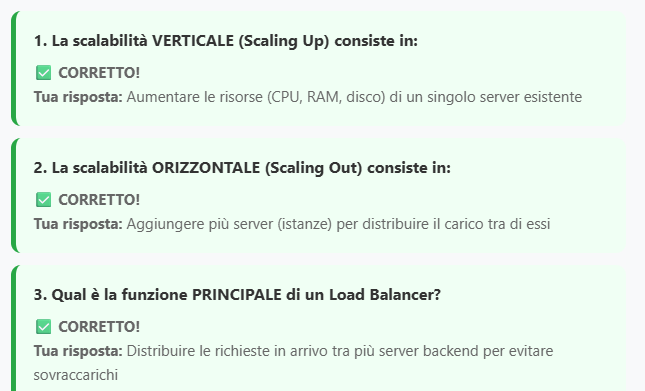 1. La scalabilità VERTICALE (Scaling Up) consiste in:
✅ CORRETTO!
Tua risposta: Aumentare le risorse (CPU, RAM, disco) di un singolo server esistente
2. La scalabilità ORIZZONTALE (Scaling Out) consiste in:
✅ CORRETTO!
Tua risposta: Aggiungere più server (istanze) per distribuire il carico tra di essi
3. Qual è la funzione PRINCIPALE di un Load Balancer?
✅ CORRETTO!
Tua risposta: Distribuire le richieste in arrivo tra più server backend per evitare
sovraccarichi